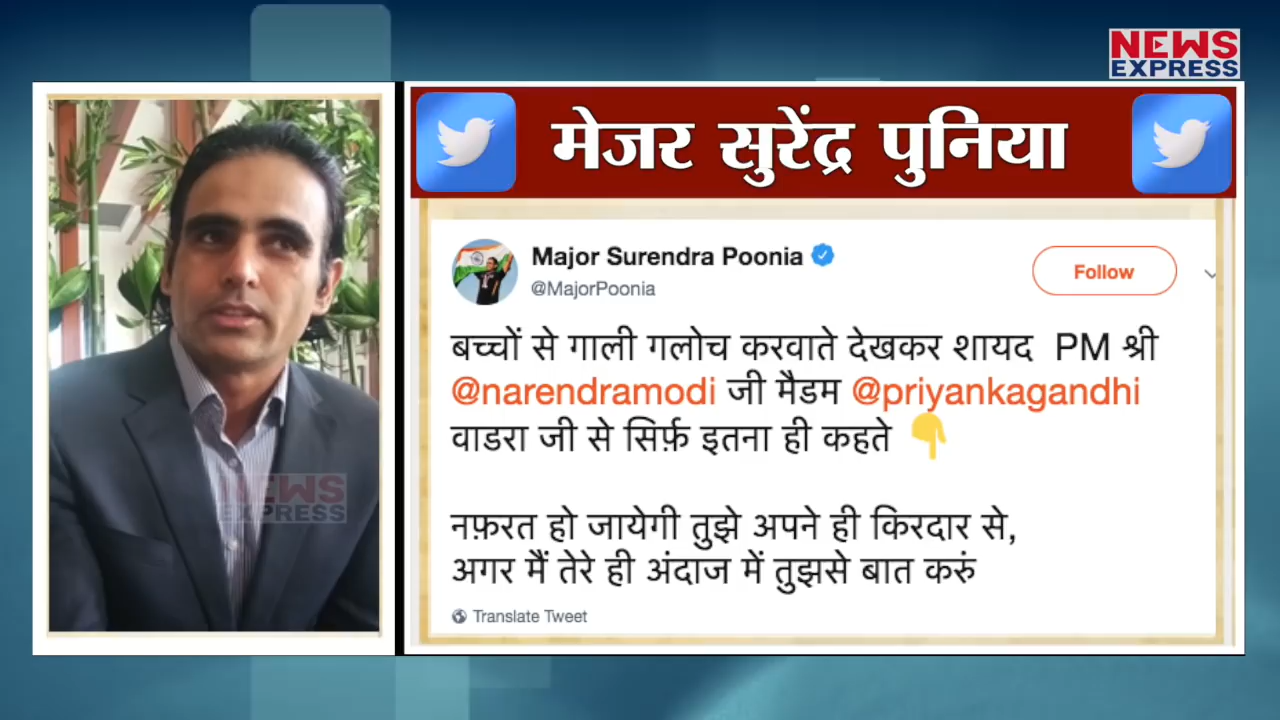 NEWS
EXPRESS
मेजर सुरेंद्र पुनिया
Major Surendra Poonia
@MajorPoonia
Follow
बच्चों से गाली गलोच करवाते देखकर शायद PM श्री
@narendramodi जी मैडम @priyankagandhi
वाडरा जी से सिर्फ़ इतना ही कहते 👇
नफ़रत हो जायेगी तुझे अपने ही किरदार से,
अगर मैं तेरे ही अंदाज में तुझसे बात करुं
Translate Tweet
NEWS
EXPRESS